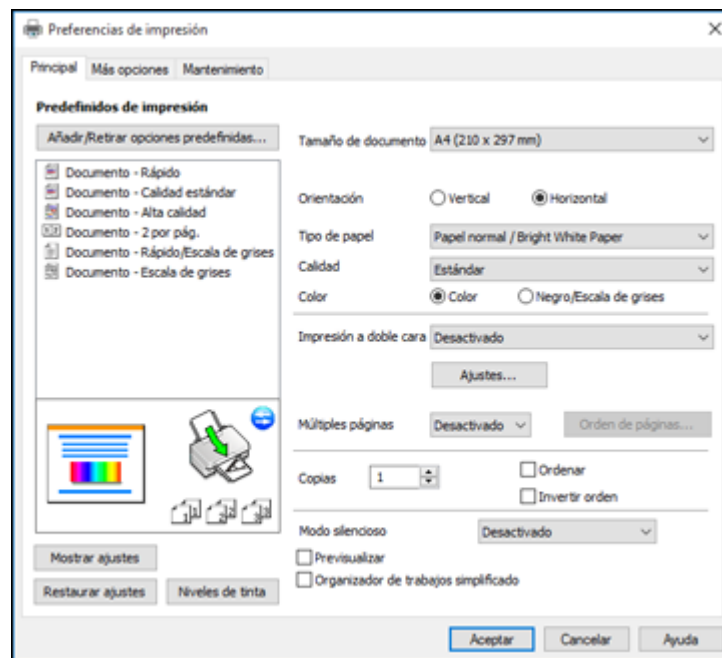 Preferencias de impresión
Principal
Más opciones
Mantenimiento
Predefinidos de impresión
Añadir/Retirar opciones predefinidas...
Documento - Rápido
Documento - Calidad estándar
Documento - Alta calidad
Documento - 2 por pág.
Documento - Rápido/Escala de grises
Documento - Escala de grises
Mostrar ajustes
Restaurar ajustes
Niveles de tinta
Tamaño de documento A4 (210 x 297 mm)
Orientación Vertical Horizontal
Tipo de papel Papel normal / Bright White Paper
Calidad Estándar
Color Color Negro/Escala de grises
Impresión a doble cara Desactivado
Ajustes...
Múltiples páginas Desactivado Orden de páginas...
Copias 1 Ordenar
Invertir orden
Modo silencioso Desactivado
Previsualizar
Organizador de trabajos simplificado
Aceptar Cancelar Ayuda